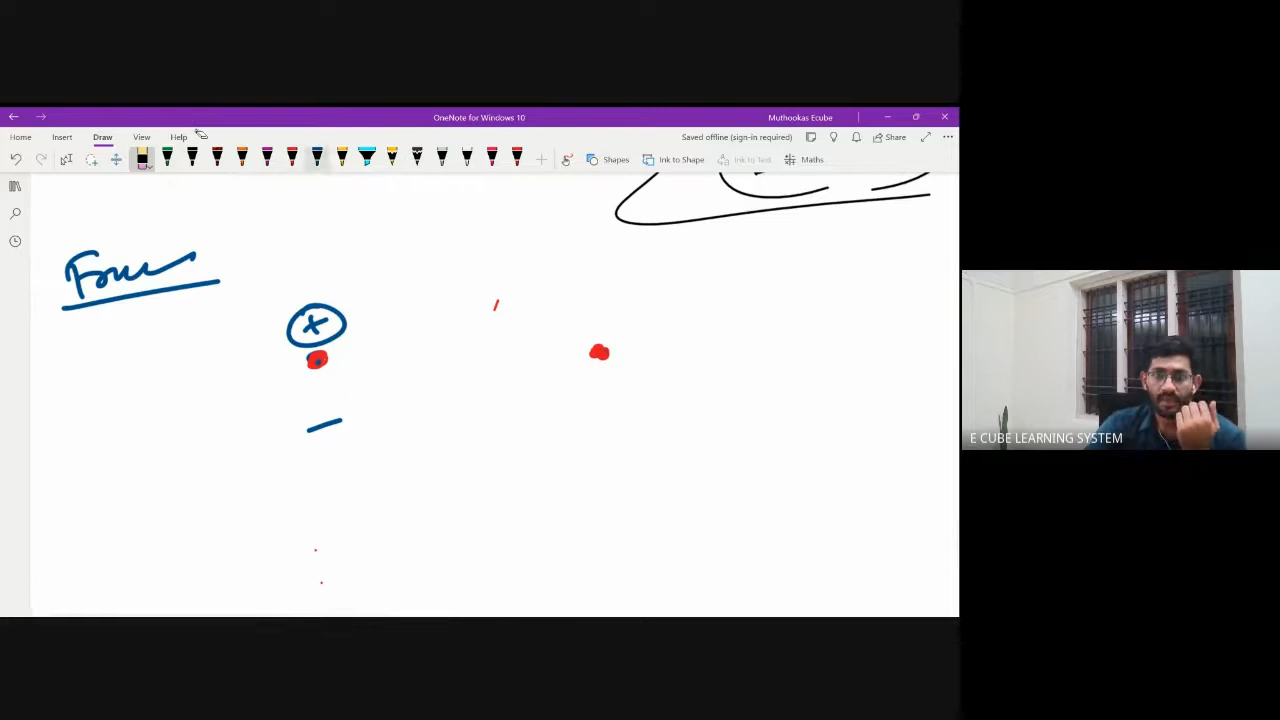 OneNote for Windows 10
Muthookas Ecube
Home Insert Draw View Help
Saved offline (sign-in required)
Share
Shapes
Ink to Shape
Ink to Text
Maths
+
E CUBE LEARNING SYSTEM